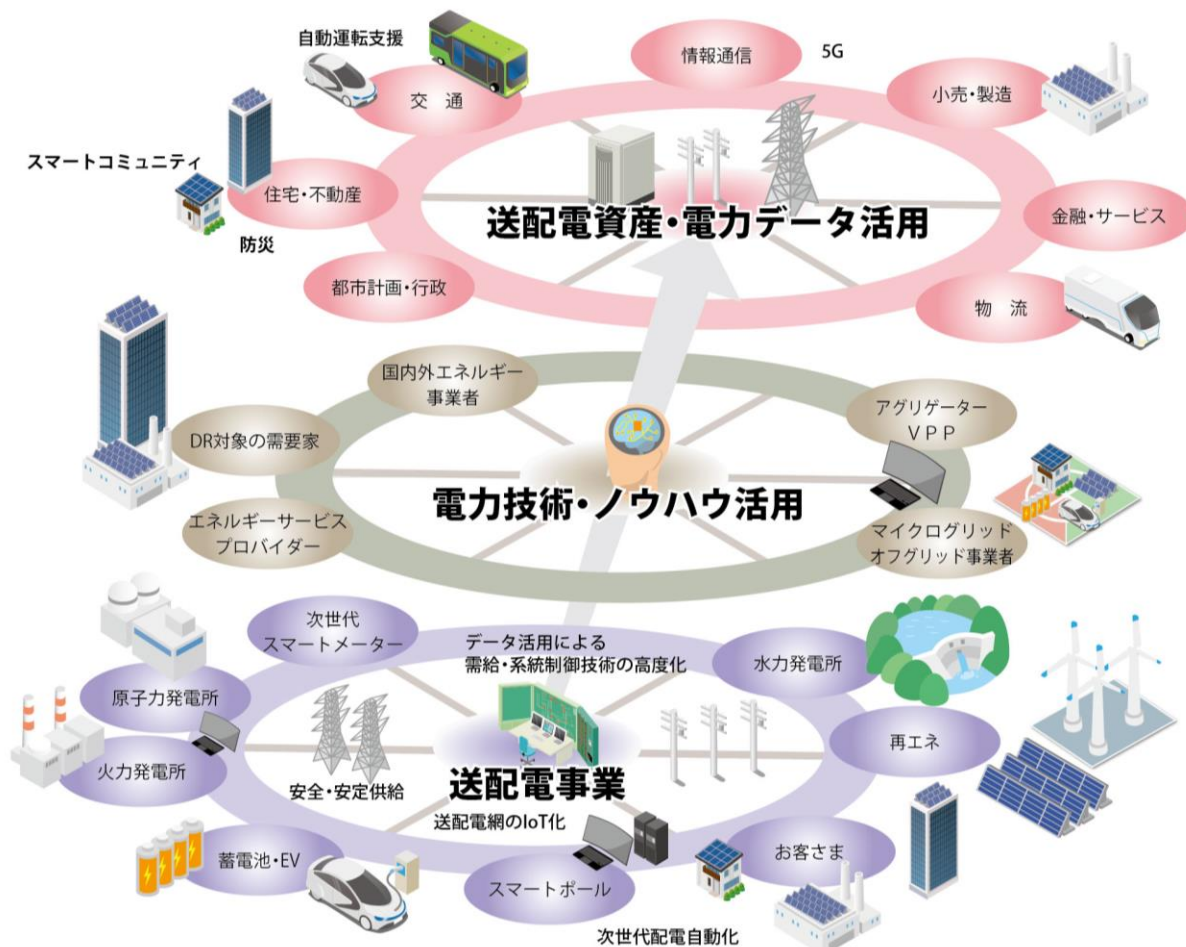 自動運転支援
交　通
情報通信
5G
小売・製造
スマートコミュニティ
住宅・不動産
防災
金融・サービス
送配電資産・電力データ活用
都市計画・行政
物　流
国内外エネルギー
事業者
アグリゲーター
ＶＰＰ
DR対象の需要家
電力技術・ノウハウ活用
エネルギーサービス
プロバイダー
マイクログリッド
オフグリッド事業者
次世代
スマートメーター
データ活用による
需給・系統制御技術の高度化
水力発電所
原子力発電所
再エネ
火力発電所
安全・安定供給
送配電事業
送配電網のIoT化
お客さま
蓄電池・EV
スマートポール
次世代配電自動化